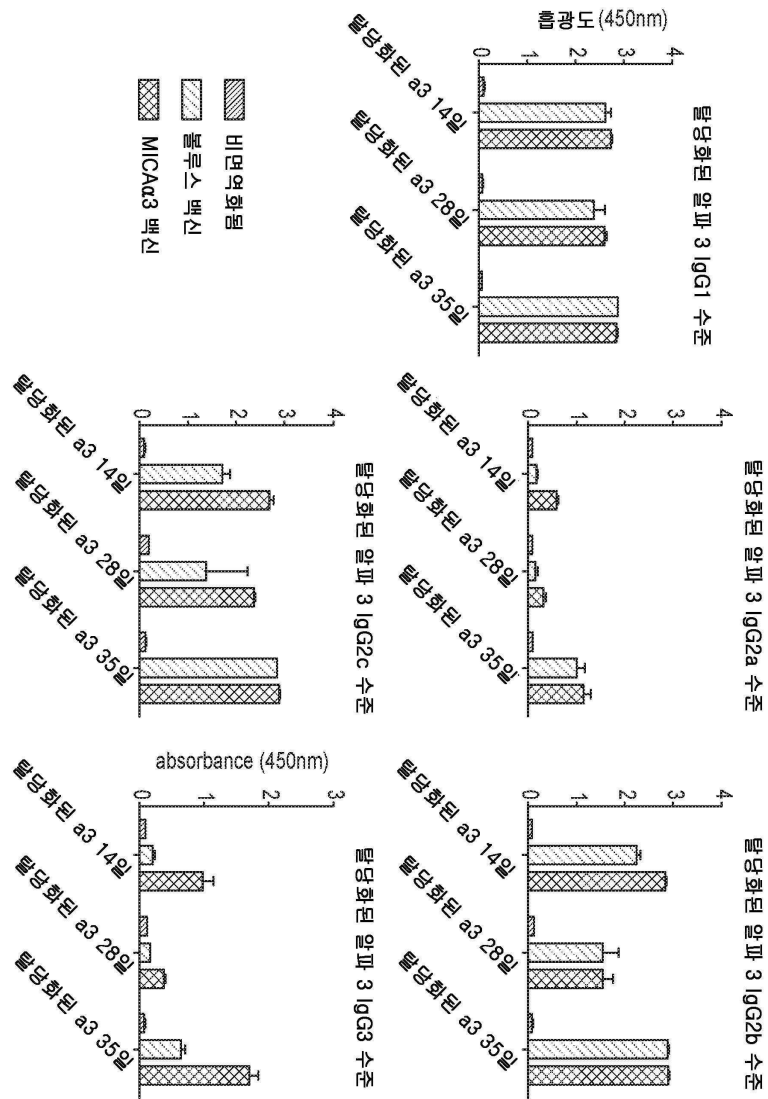 탈당화된 알파 3 IgG1 수준
흡광도 (450nm)
0 1 2 3 4
탈당화된 a3 14일
탈당화된 a3 28일
탈당화된 a3 35일
탈당화된 알파 3 IgG2a 수준
0 1 2 3 4
탈당화된 a3 14일
탈당화된 a3 28일
탈당화된 a3 35일
탈당화된 알파 3 IgG2b 수준
0 1 2 3 4
탈당화된 a3 14일
탈당화된 a3 28일
탈당화된 a3 35일
비면역화됨
볼루스 백신
MICAα3 백신
탈당화된 알파 3 IgG2c 수준
0 1 2 3 4
탈당화된 a3 14일
탈당화된 a3 28일
탈당화된 a3 35일
탈당화된 알파 3 IgG3 수준
absorbance (450nm)
0 1 2 3
탈당화된 a3 14일
탈당화된 a3 28일
탈당화된 a3 35일